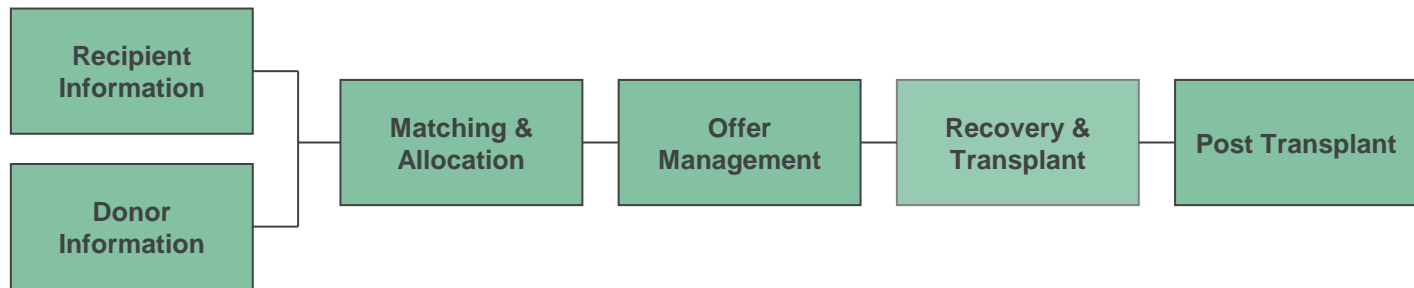 Recipient
Information
Donor
Information
Matching &
Allocation
Offer
Management
Recovery &
Transplant
Post Transplant